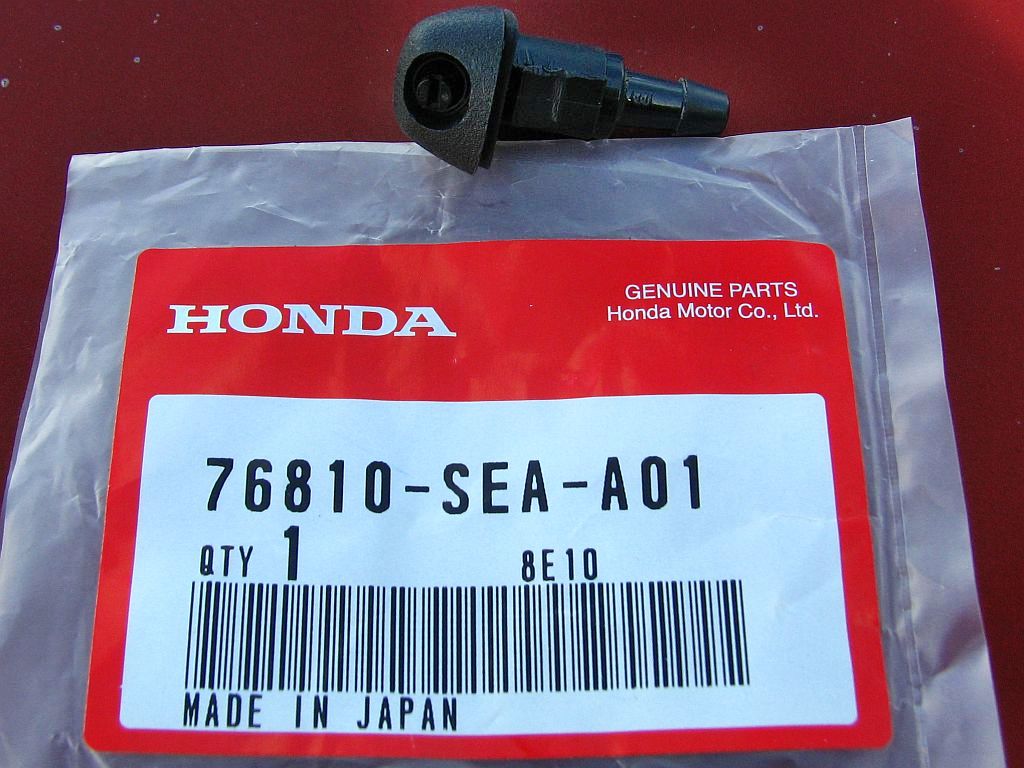 HONDA
GENUINE PARTS
Honda Motor Co., Ltd.
76810-SEA-A01
QTY 1 8E10
MADE IN JAPAN